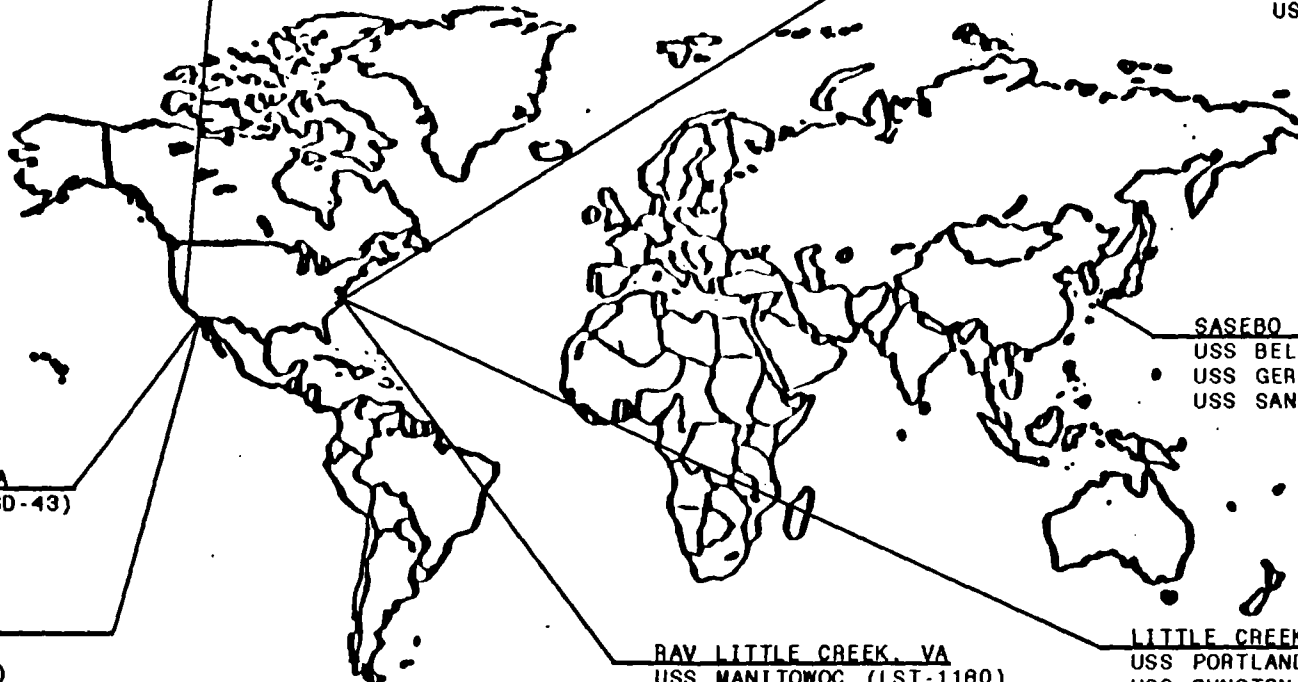 US
SASEBO
USS BEL
USS GER
USS SAN
A
SD-43)
RAV LITTLE CREEK, VA
USS MANITOWOC (LST-1180)
LITTLE CREEK
USS PORTLAND